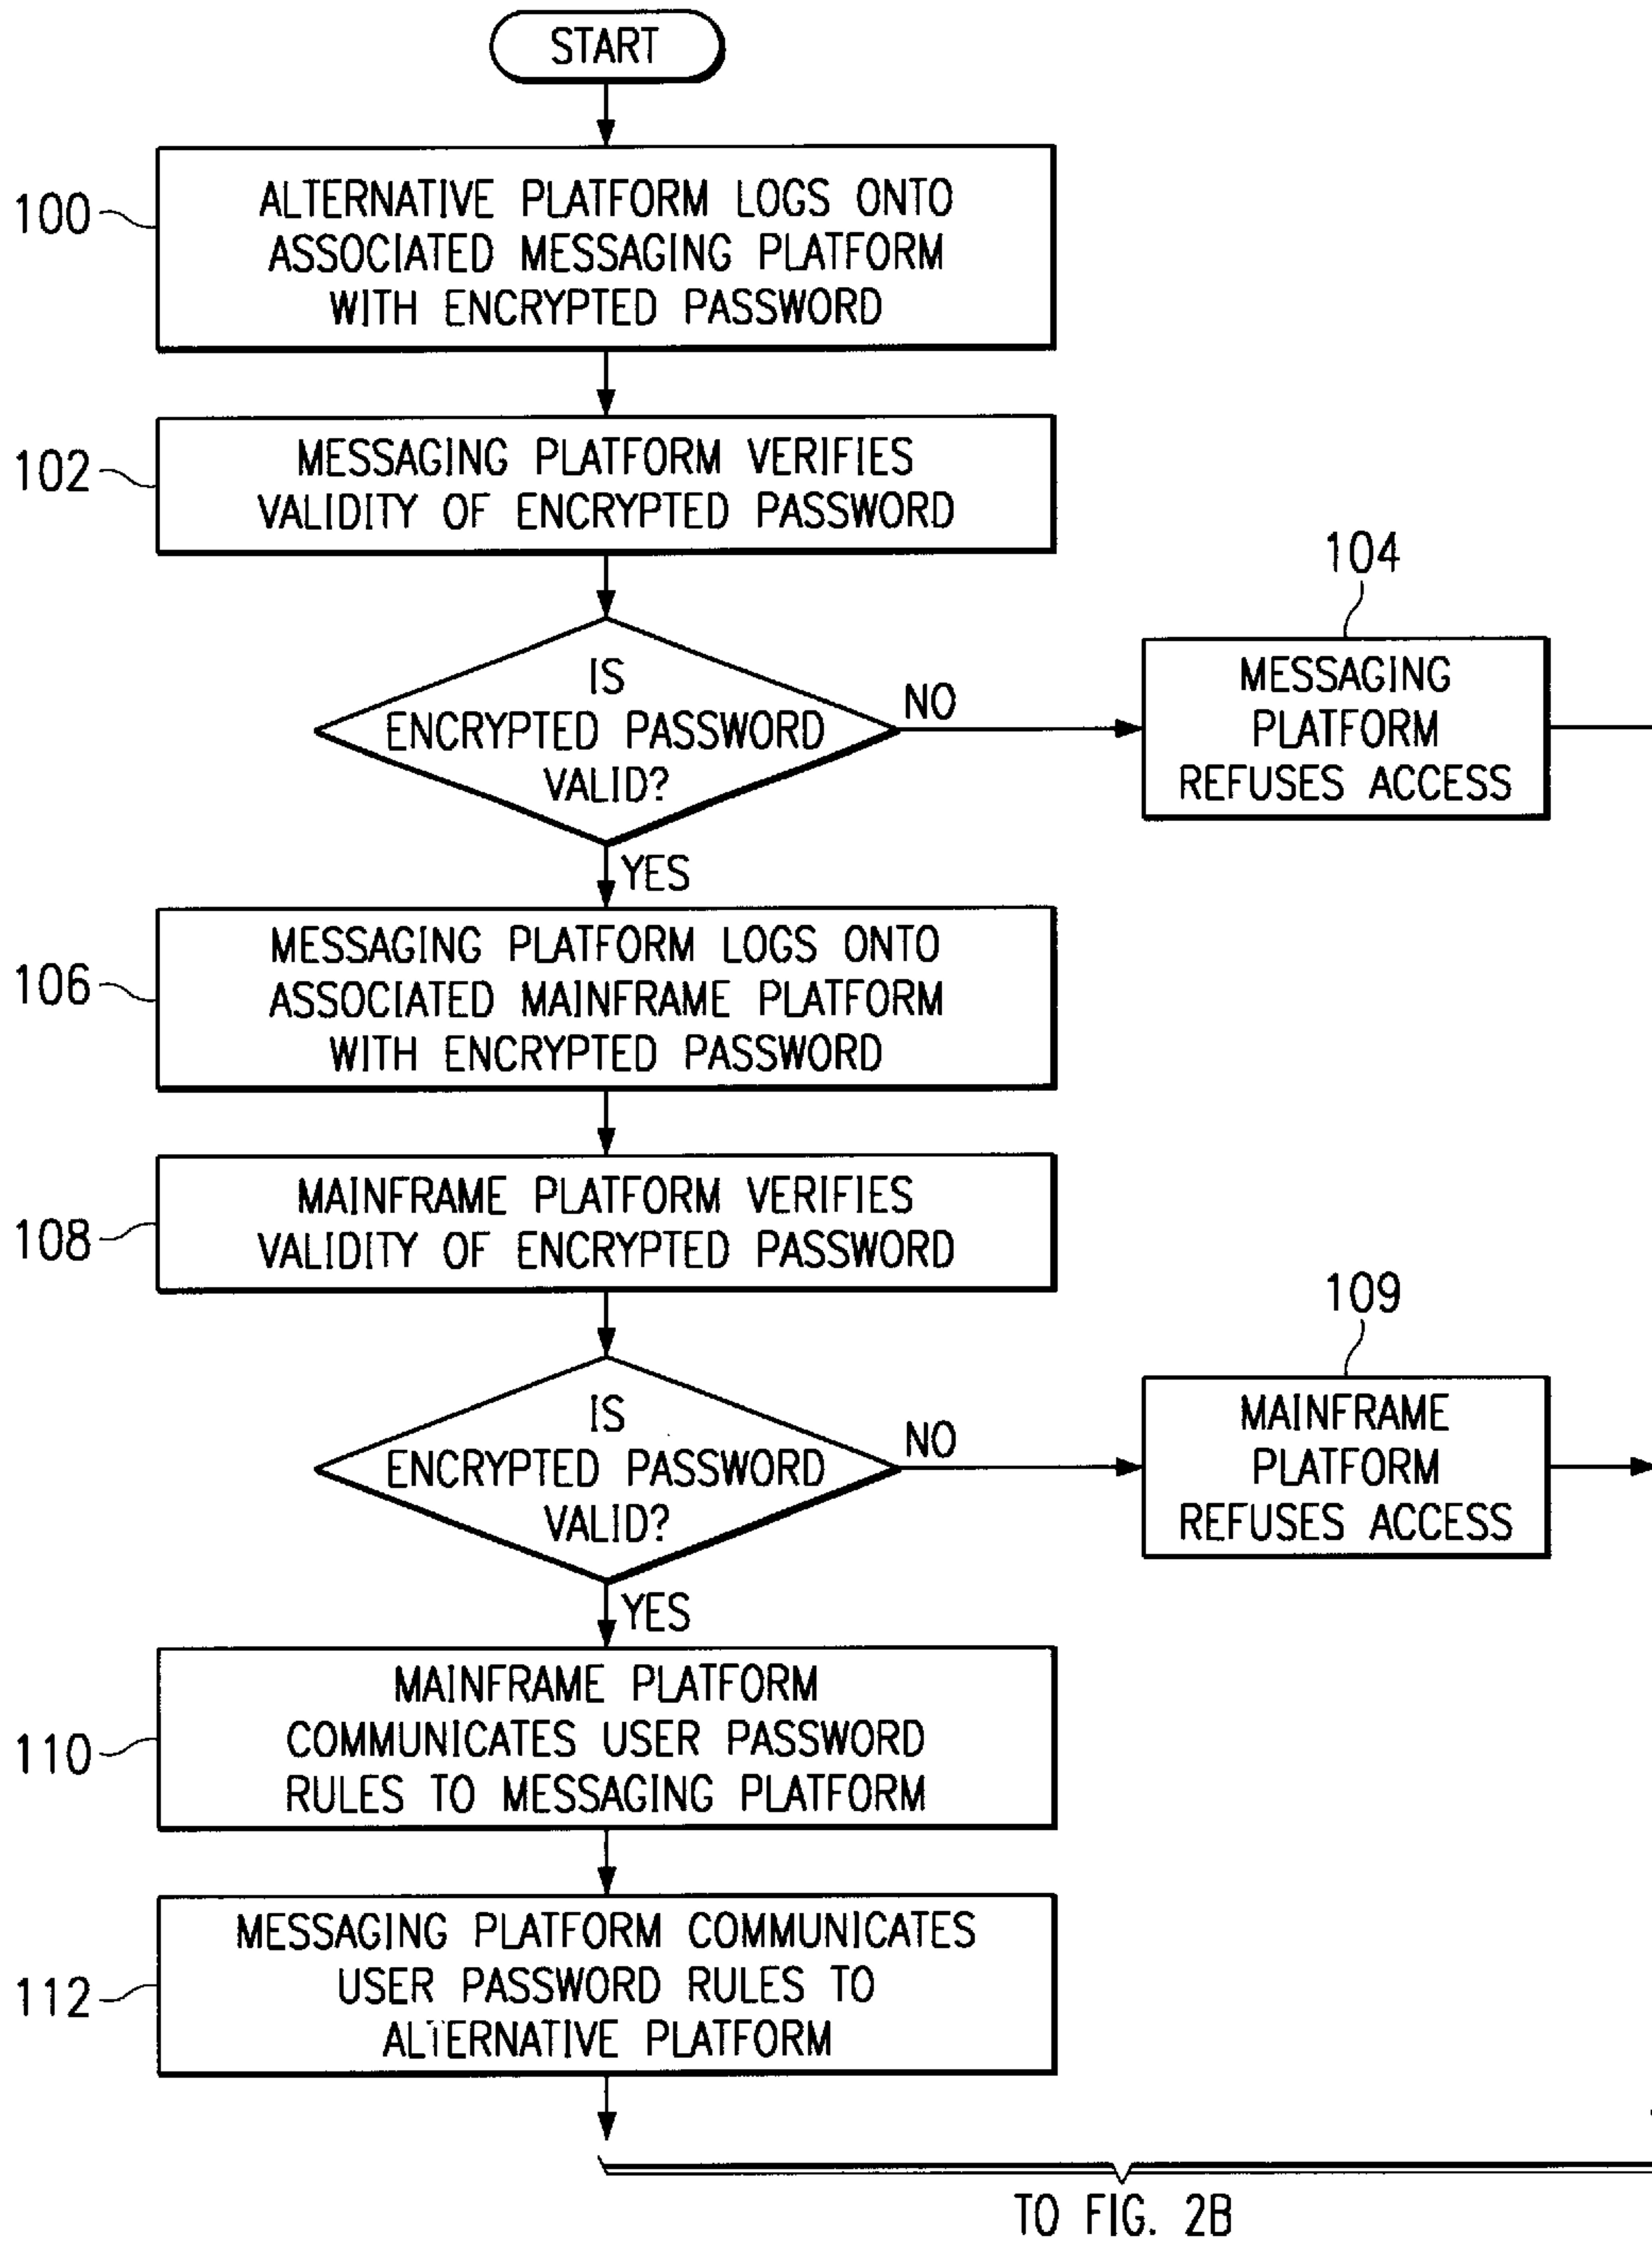 START
100
ALTERNATIVE PLATFORM LOGS ONTO
ASSOCIATED MESSAGING PLATFORM
WITH ENCRYPTED PASSWORD
102
MESSAGING PLATFORM VERIFIES
VALIDITY OF ENCRYPTED PASSWORD
IS
ENCRYPTED PASSWORD
VALID?
NO
104
MESSAGING
PLATFORM
REFUSES ACCESS
YES
106
MESSAGING PLATFORM LOGS ONTO
ASSOCIATED MAINFRAME PLATFORM
WITH ENCRYPTED PASSWORD
108
MAINFRAME PLATFORM VERIFIES
VALIDITY OF ENCRYPTED PASSWORD
IS
ENCRYPTED PASSWORD
VALID?
NO
109
MAINFRAME
PLATFORM
REFUSES ACCESS
YES
110
MAINFRAME PLATFORM
COMMUNICATES USER PASSWORD
RULES TO MESSAGING PLATFORM
112
MESSAGING PLATFORM COMMUNICATES
USER PASSWORD RULES TO
ALTERNATIVE PLATFORM
TO FIG. 2B